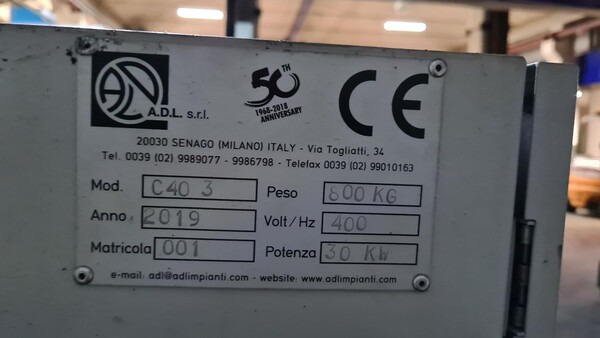 A.D.L. s.r.l.
50TH
1968-2018
ANNIVERSARY
CE
20030 SENAGO (MILANO) ITALY - Via Togliatti, 34
Tel. 0039 (02) 9989077 - 9986798 - Telefax 0039 (02) 99010163
Mod. C40 3 Peso 800 KG
Anno 2019 Volt/Hz 400
Matricola 001 Potenza 30 KW
e-mail: adl@adlimpianti.com - website: www.adlimpianti.com